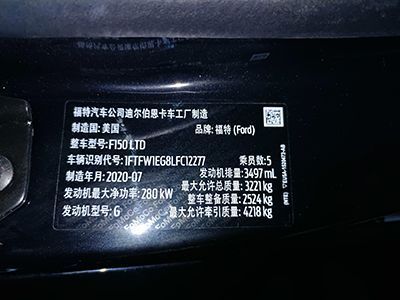 福特汽车公司迪尔伯恩卡车工厂制造
制造国: 美国 品牌: 福特 (Ford)
整车型号: F150 LTD
车辆识别代号: 1FTFW1EG8LFC12277 乘员数: 5
制造年月: 2020-07 发动机排量: 3497 mL
发动机最大净功率: 280 kW 最大允许总质量: 3221 kg
发动机型号: G 整车整备质量: 2524 kg
最大允许牵引质量: 4218 kg